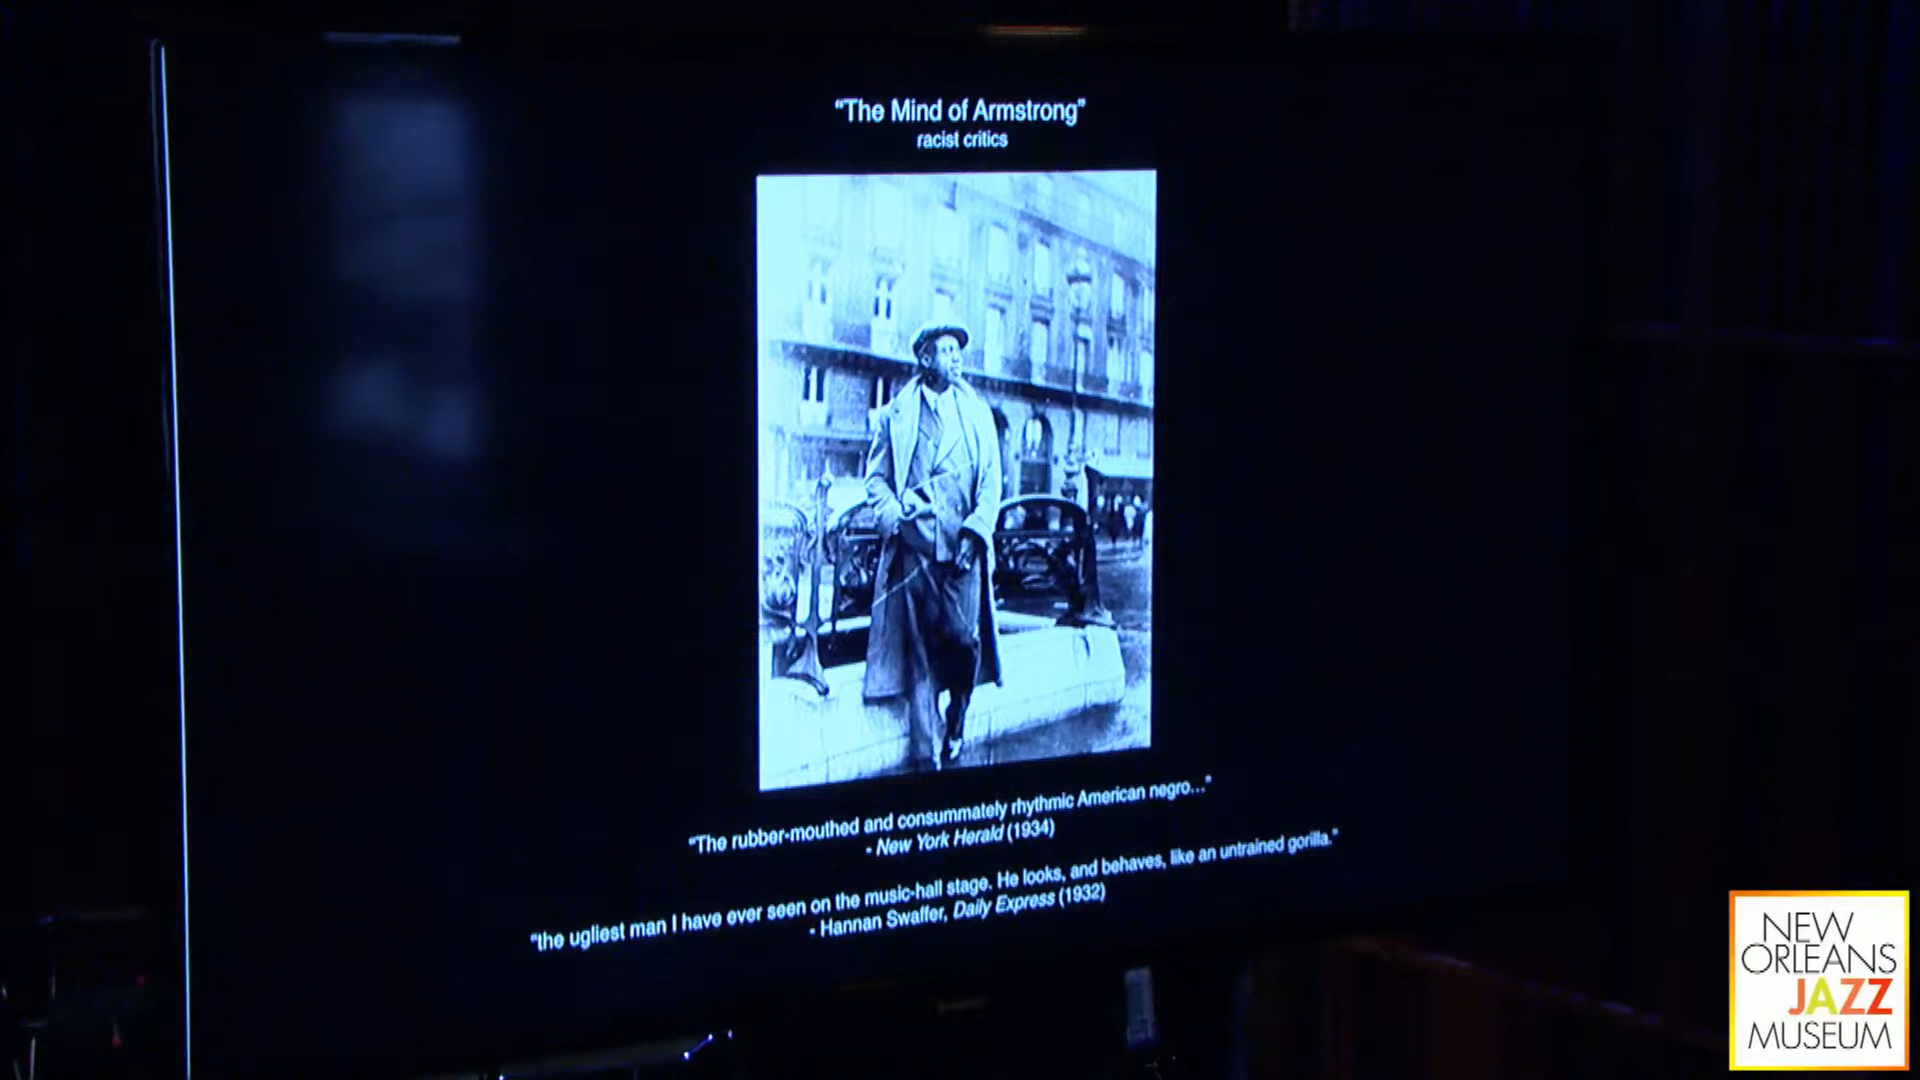 “The Mind of Armstrong”
racist critics
“The rubber-mouthed and consummately rhythmic American negro...”
- New York Herald (1934)
“the ugliest man I have ever seen on the music-hall stage. He looks, and behaves, like an untrained gorilla.”
- Hannan Swaffer, Daily Express (1932)
NEW
ORLEANS
JAZZ
MUSEUM